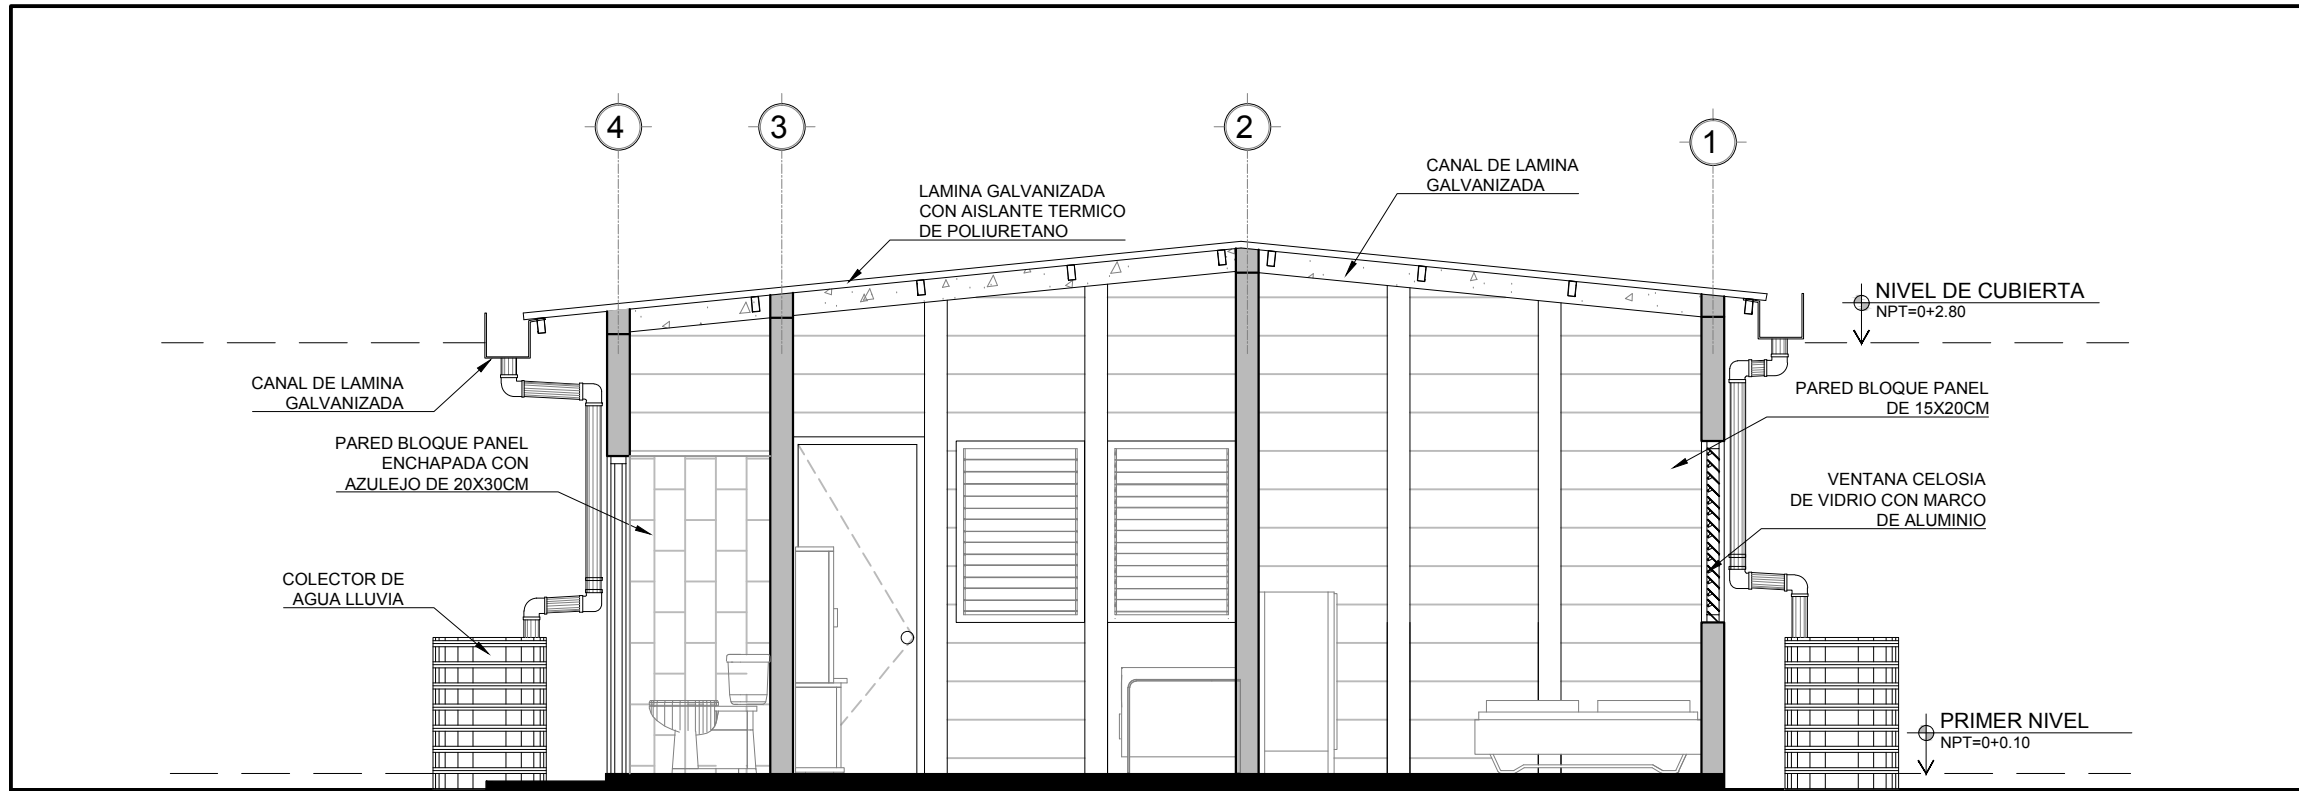 4
3
2
1
LAMINA GALVANIZADA
CON AISLANTE TERMICO
DE POLIURETANO
CANAL DE LAMINA
GALVANIZADA
NIVEL DE CUBIERTA
NPT=0+2.80
CANAL DE LAMINA
GALVANIZADA
PARED BLOQUE PANEL
DE 15X20CM
PARED BLOQUE PANEL
ENCHAPADA CON
AZULEJO DE 20X30CM
VENTANA CELOSIA
DE VIDRIO CON MARCO
DE ALUMINIO
COLECTOR DE
AGUA LLUVIA
PRIMER NIVEL
NPT=0+0.10